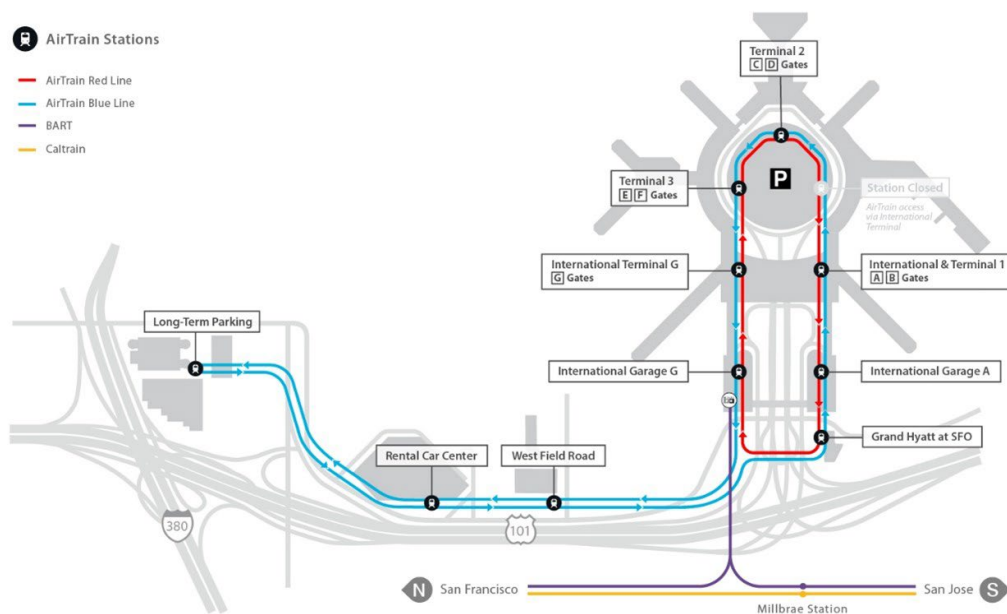 AirTrain Stations
AirTrain Red Line
AirTrain Blue Line
BART
Caltrain
Terminal 2
C D Gates
P
Terminal 3
E F Gates
Station Closed
AirTrain access
via International
Terminal
International Terminal G
G Gates
International & Terminal 1
A B Gates
Long-Term Parking
International Garage G
International Garage A
Grand Hyatt at SFO
Rental Car Center
West Field Road
380
101
N San Francisco
San Jose S
Millbrae Station